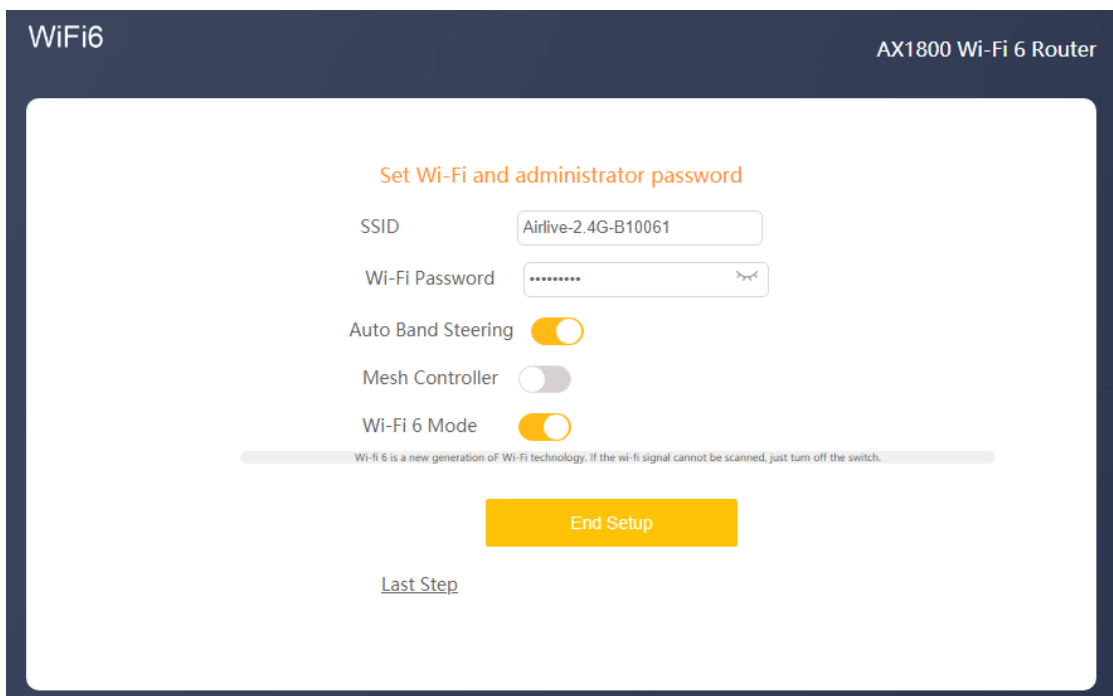 WiFi6
AX1800 Wi-Fi 6 Router
Set Wi-Fi and administrator password
SSID Airlive-2.4G-B10061
Wi-Fi Password •••••••••
Auto Band Steering
Mesh Controller
Wi-Fi 6 Mode
Wi-fi 6 is a new generation oF Wi-Fi technology. If the wi-fi signal cannot be scanned, just turn off the switch.
End Setup
Last Step